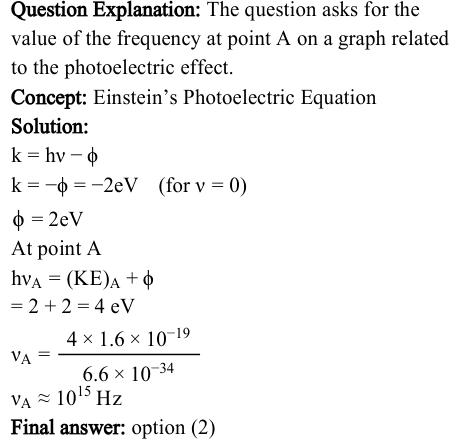 Question Explanation: The question asks for the
value of the frequency at point A on a graph related
to the photoelectric effect.
Concept: Einstein’s Photoelectric Equation
Solution:
k = hν − ϕ
k = −ϕ = −2eV (for ν = 0)
ϕ = 2eV
At point A
hνA = (KE)A + ϕ
= 2 + 2 = 4 eV
νA = 4 × 1.6 × 10⁻¹⁹ / 6.6 × 10⁻³⁴
νA ≈ 10¹⁵ Hz
Final answer: option (2)